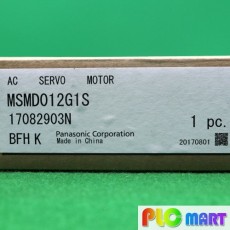 AC SERVO MOTOR
MSMD012G1S
17082903N
1 pc.
BFH K
Panasonic Corporation
Made in China
20170801
PLC MART